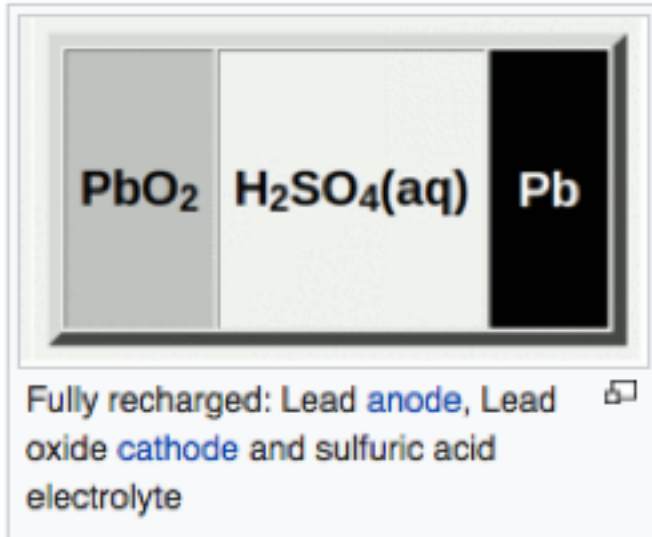 PbO₂ H₂SO₄(aq) Pb
Fully recharged: Lead anode, Lead
oxide cathode and sulfuric acid
electrolyte